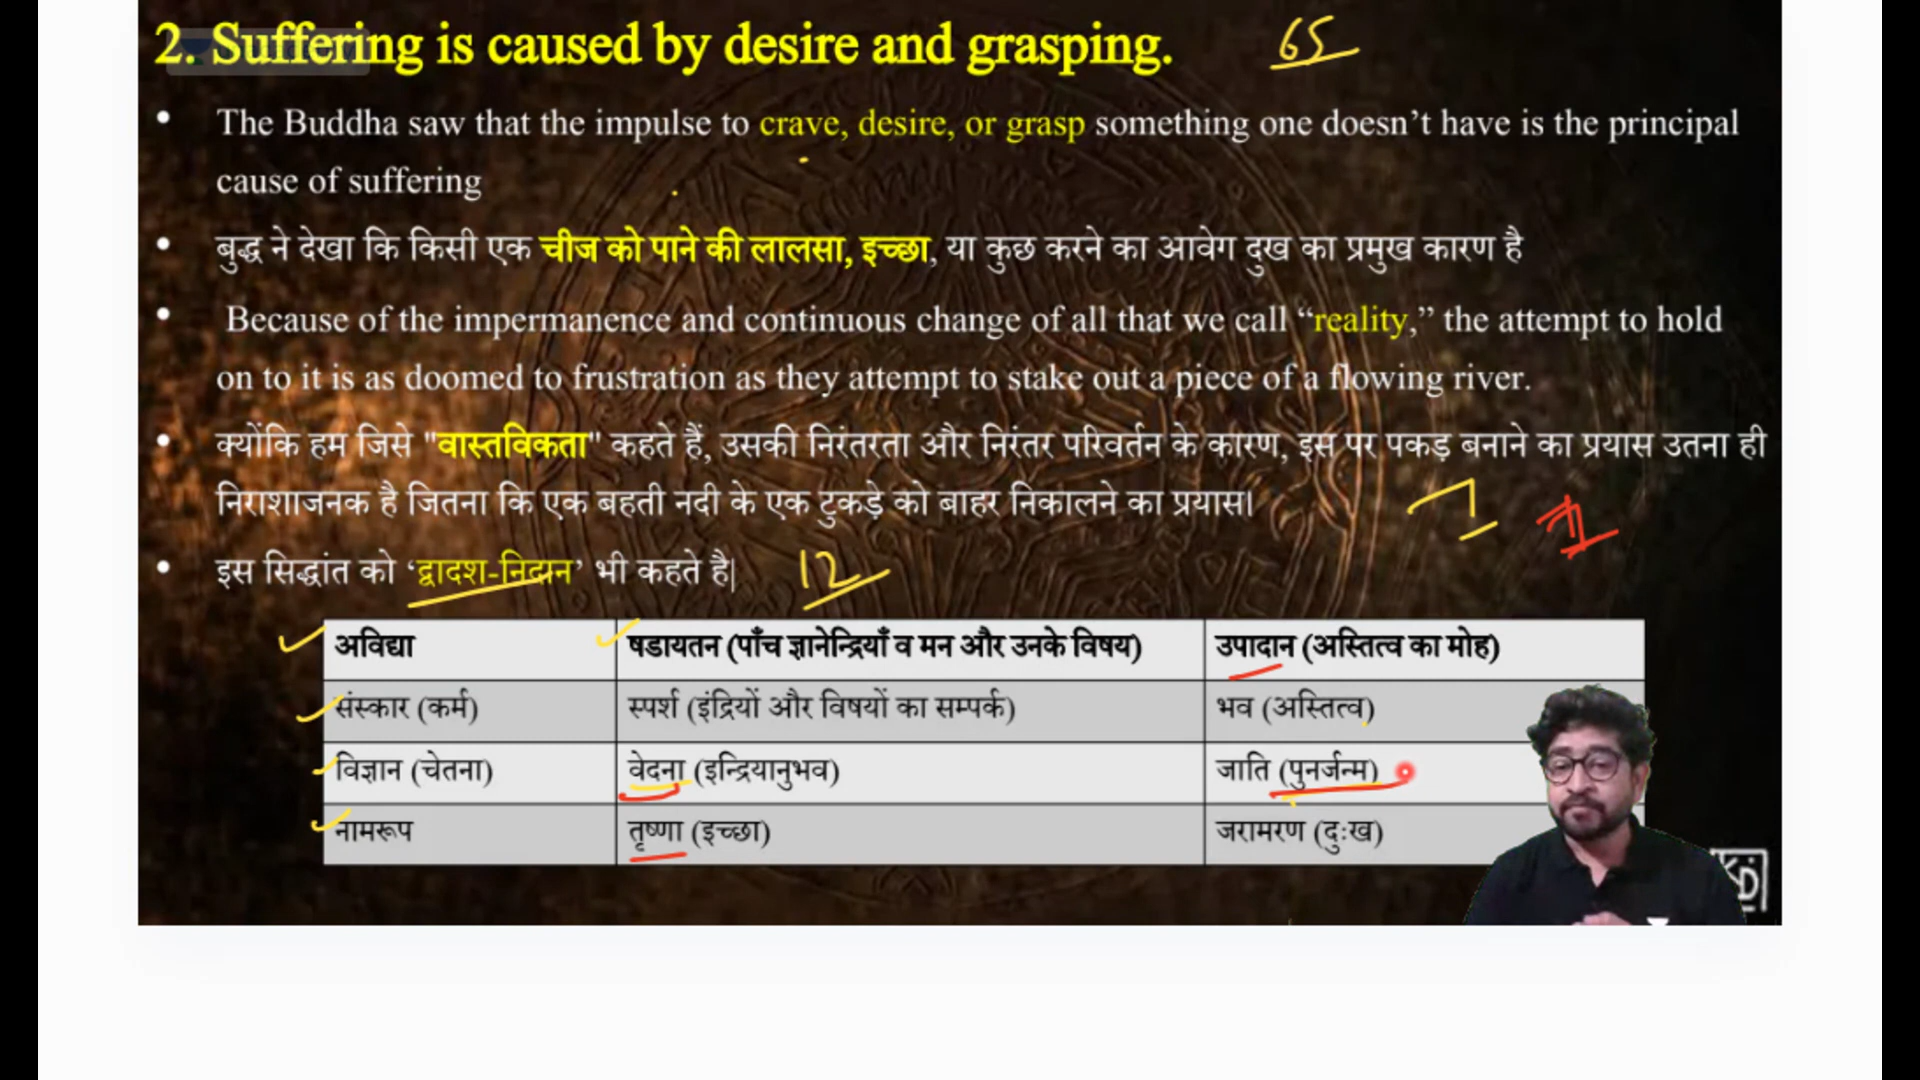 2. Suffering is caused by desire and grasping.
65
• The Buddha saw that the impulse to crave, desire, or grasp something one doesn’t have is the principal
cause of suffering
• बुद्ध ने देखा कि किसी एक चीज को पाने की लालसा, इच्छा, या कुछ करने का आवेग दुख का प्रमुख कारण है
• Because of the impermanence and continuous change of all that we call “reality,” the attempt to hold
on to it is as doomed to frustration as they attempt to stake out a piece of a flowing river.
• क्योंकि हम जिसे "वास्तविकता" कहते हैं, उसकी निरंतरता और निरंतर परिवर्तन के कारण, इस पर पकड़ बनाने का प्रयास उतना ही
निराशाजनक है जितना कि एक बहती नदी के एक टुकड़े को बाहर निकालने का प्रयास।
• इस सिद्धांत को ‘द्वादश-निदान’ भी कहते है|
12
अविद्या षडायतन (पाँच ज्ञानेन्द्रियाँ व मन और उनके विषय) उपादान (अस्तित्व का मोह)
संस्कार (कर्म) स्पर्श (इंद्रियों और विषयों का सम्पर्क) भव (अस्तित्व)
विज्ञान (चेतना) वेदना (इन्द्रियानुभव) जाति (पुनर्जन्म)
नामरूप तृष्णा (इच्छा) जरामरण (दुःख)